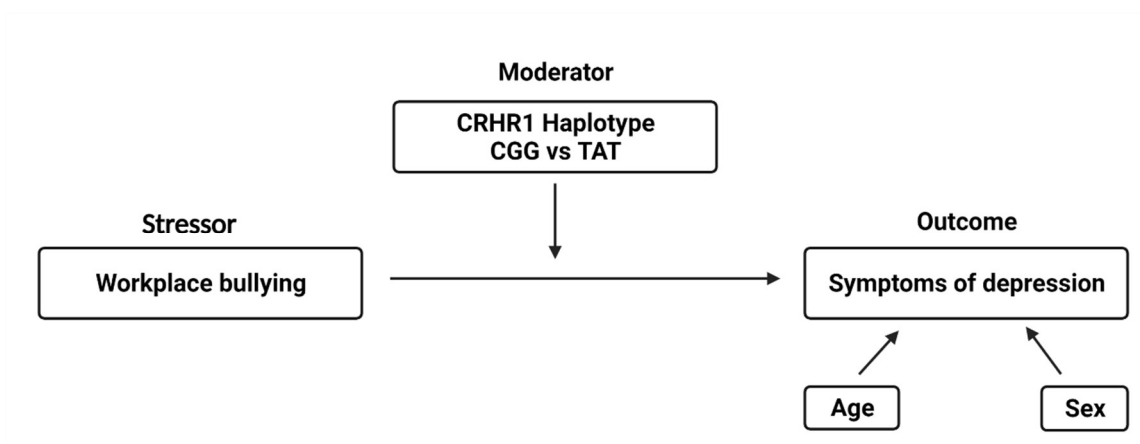 Moderator
CRHR1 Haplotype
CGG vs TAT
Stressor
Workplace bullying
Outcome
Symptoms of depression
Age
Sex